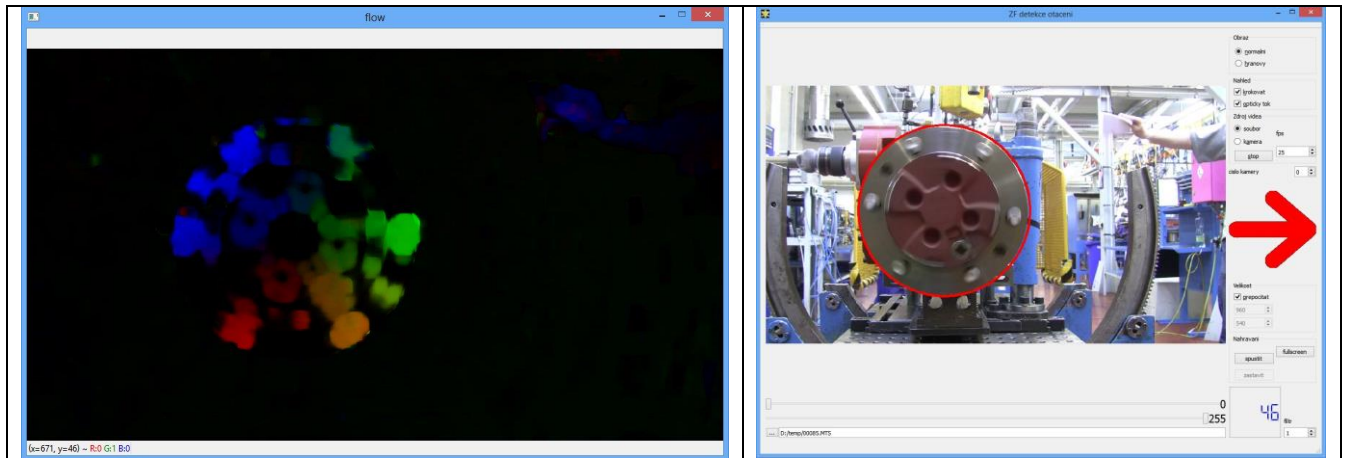 flow
(x=671, y=46) ~ R:0 G:1 B:0
ZF detekce otaceni
Obraz
normalni
hranovy
Nahled
krokovat
opticky tok
Zdroj videa
soubor
fps
kamera
stop
25
cislo kamery
0
Velikost
prepocitat
960
540
Nahravani
fullscreen
spustit
zastavit
0
255
46
1
... D:/temp/00085.MTS